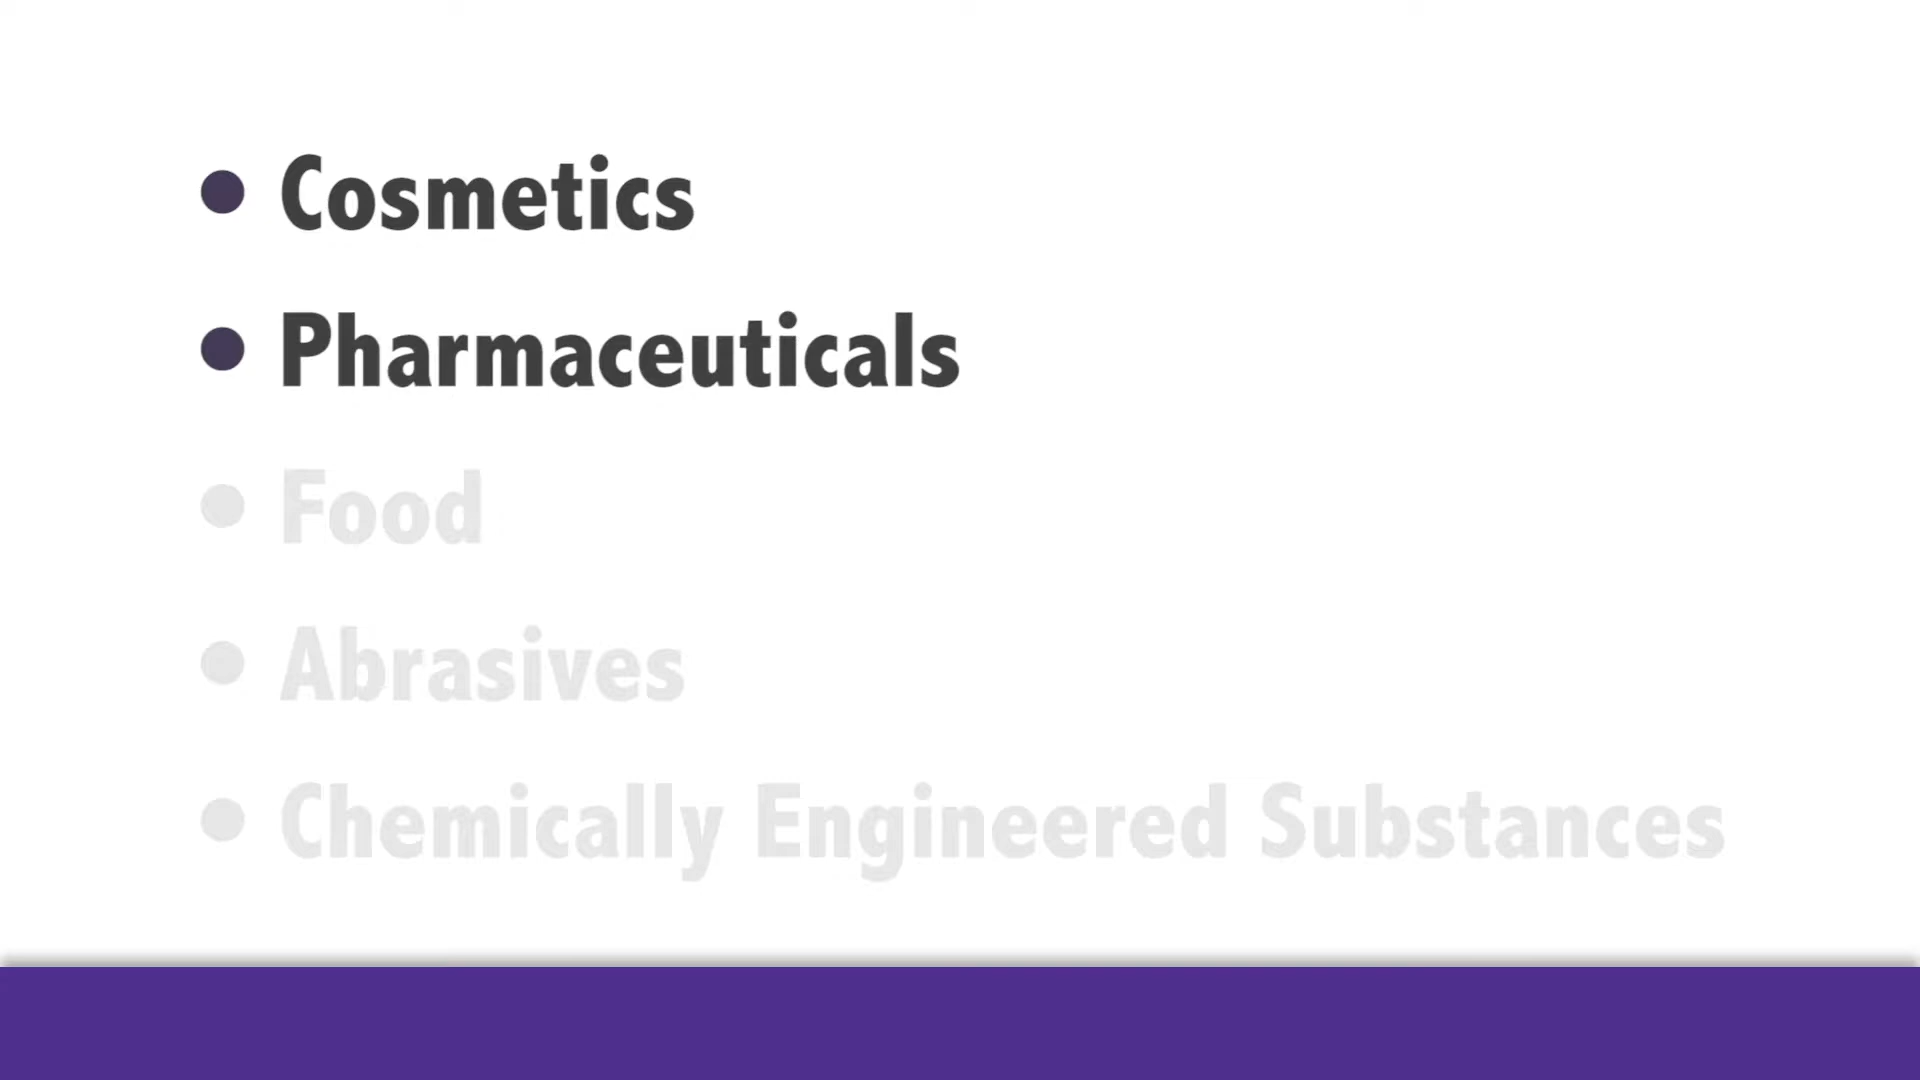 • Cosmetics
• Pharmaceuticals
• Food
• Abrasives
• Chemically Engineered Substances